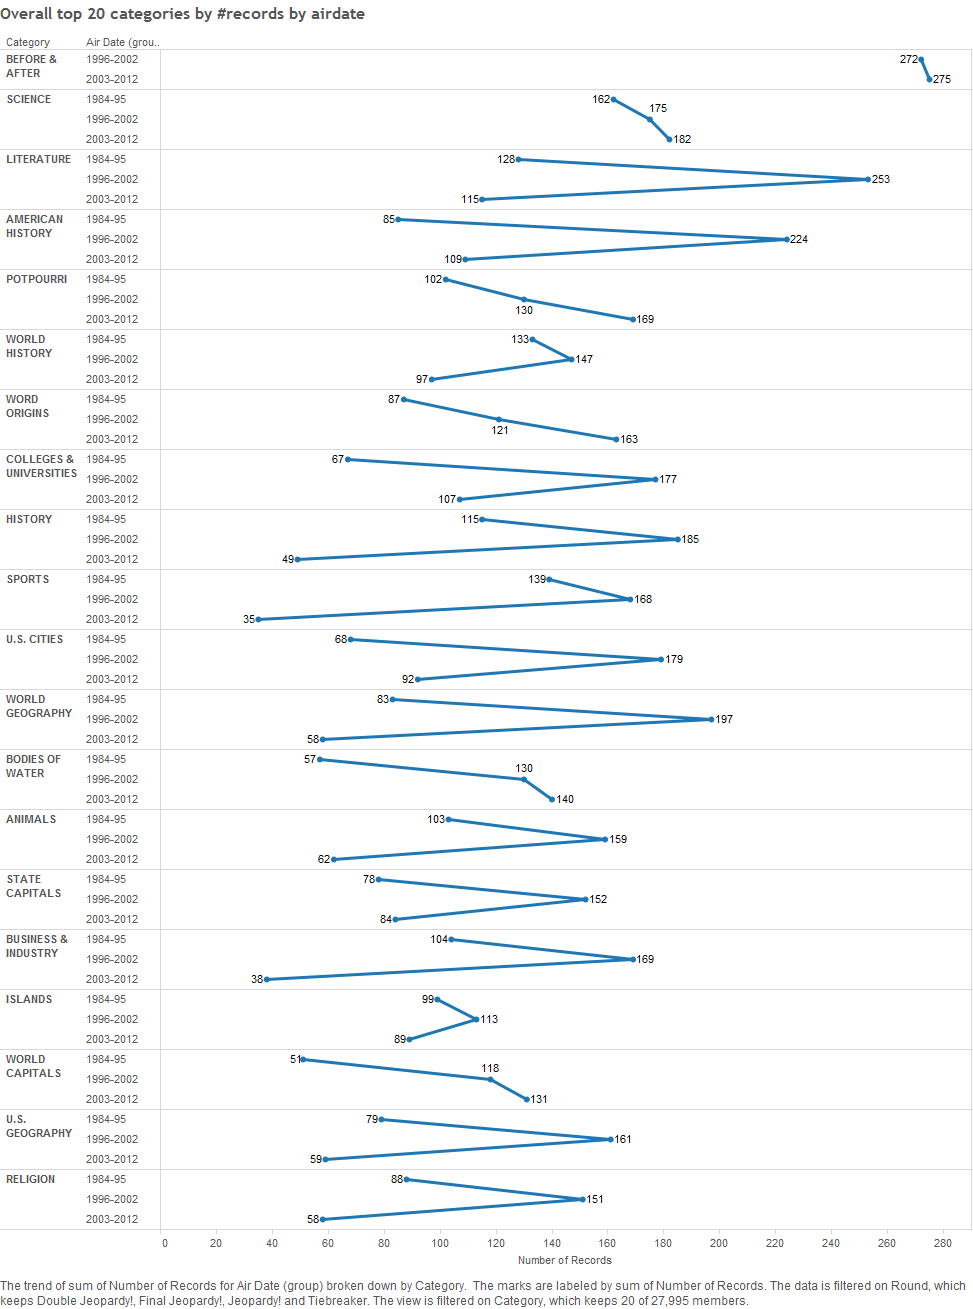 Overall top 20 categories by #records by airdate
Category Air Date (grou..
BEFORE & AFTER
1996-2002 272
2003-2012 275
SCIENCE
1984-95 162
1996-2002 175
2003-2012 182
LITERATURE
1984-95 128
1996-2002 253
2003-2012 115
AMERICAN HISTORY
1984-95 85
1996-2002 224
2003-2012 109
POTPOURRI
1984-95 102
1996-2002 130
2003-2012 169
WORLD HISTORY
1984-95 133
1996-2002 147
2003-2012 97
WORD ORIGINS
1984-95 87
1996-2002 121
2003-2012 163
COLLEGES & UNIVERSITIES
1984-95 67
1996-2002 177
2003-2012 107
HISTORY
1984-95 115
1996-2002 185
2003-2012 49
SPORTS
1984-95 139
1996-2002 168
2003-2012 35
U.S. CITIES
1984-95 68
1996-2002 179
2003-2012 92
WORLD GEOGRAPHY
1984-95 83
1996-2002 197
2003-2012 58
BODIES OF WATER
1984-95 57
1996-2002 130
2003-2012 140
ANIMALS
1984-95 103
1996-2002 159
2003-2012 62
STATE CAPITALS
1984-95 78
1996-2002 152
2003-2012 84
BUSINESS & INDUSTRY
1984-95 104
1996-2002 169
2003-2012 38
ISLANDS
1984-95 99
1996-2002 113
2003-2012 89
WORLD CAPITALS
1984-95 51
1996-2002 118
2003-2012 131
U.S. GEOGRAPHY
1984-95 79
1996-2002 161
2003-2012 59
RELIGION
1984-95 88
1996-2002 151
2003-2012 58
0 20 40 60 80 100 120 140 160 180 200 220 240 260 280
Number of Records
The trend of sum of Number of Records for Air Date (group) broken down by Category.  The marks are labeled by sum of Number of Records. The data is filtered on Round, which
keeps Double Jeopardy!, Final Jeopardy!, Jeopardy! and Tiebreaker. The view is filtered on Category, which keeps 20 of 27,995 members.